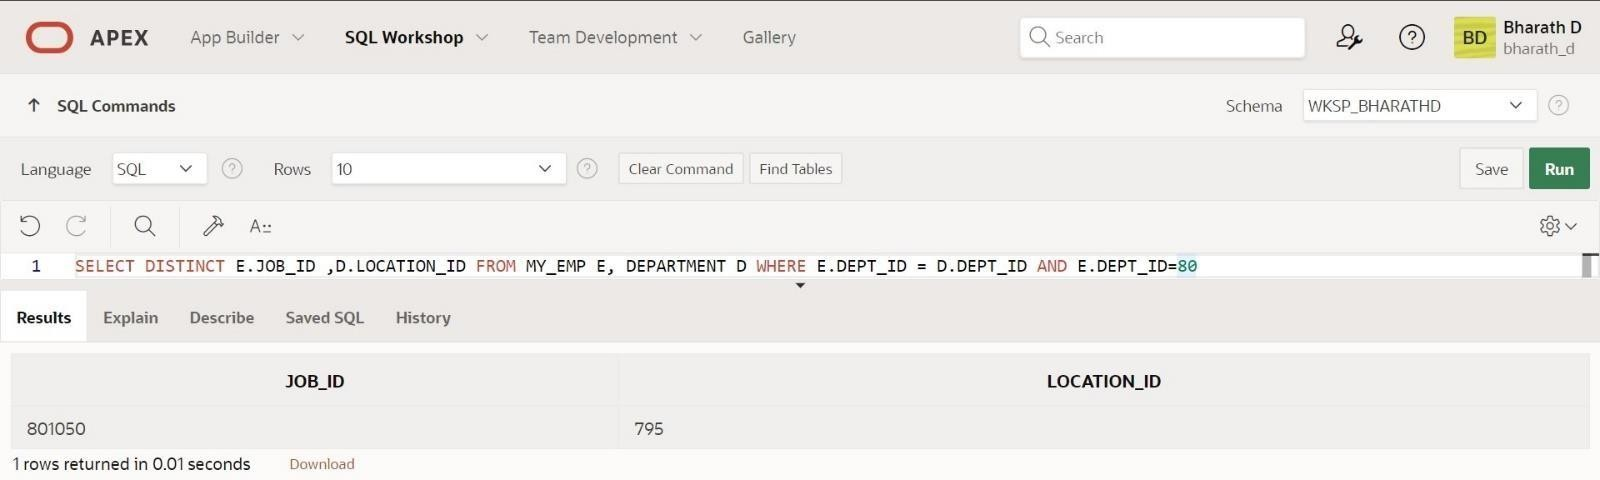 APEX App Builder SQL Workshop Team Development Gallery Search BD Bharath D
bharath_d
SQL Commands Schema WKSP_BHARATHD
Language SQL Rows 10 Clear Command Find Tables Save Run
A::
1 SELECT DISTINCT E.JOB_ID ,D.LOCATION_ID FROM MY_EMP E, DEPARTMENT D WHERE E.DEPT_ID = D.DEPT_ID AND E.DEPT_ID=80
Results Explain Describe Saved SQL History
JOB_ID LOCATION_ID
801050 795
1 rows returned in 0.01 seconds Download